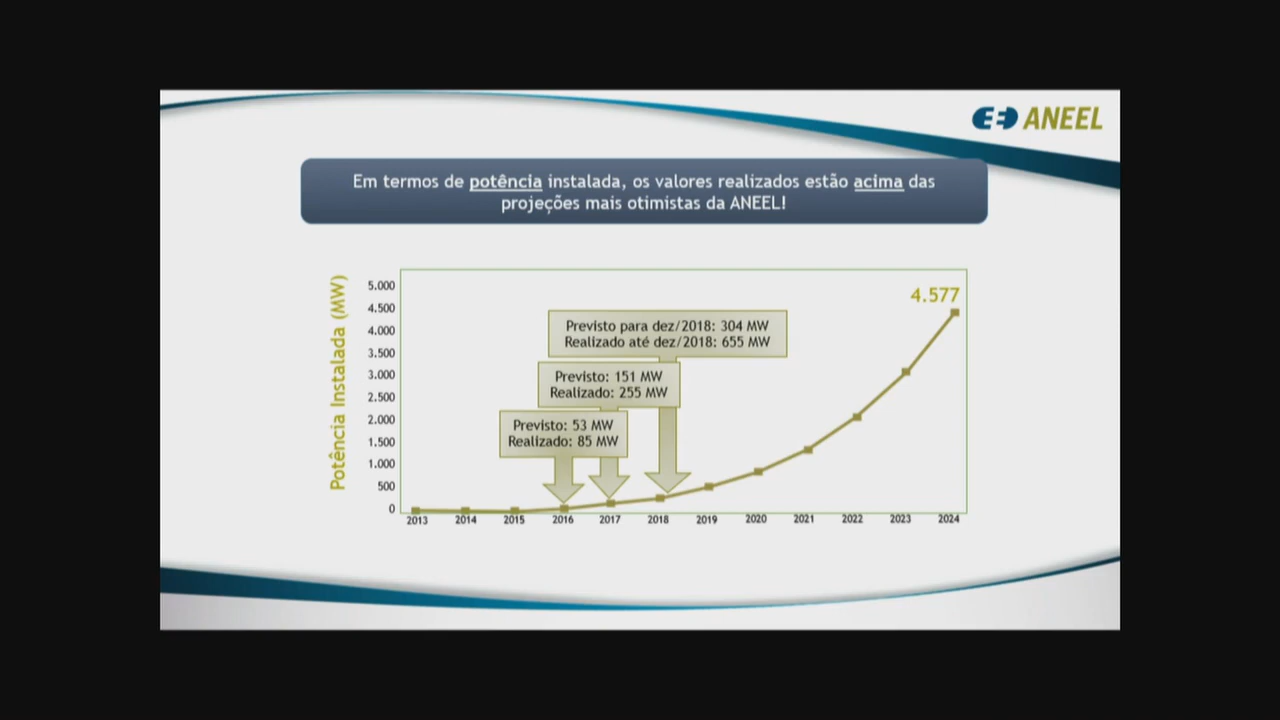 ANEEL
Em termos de potência instalada, os valores realizados estão acima das
projeções mais otimistas da ANEEL!
Potência Instalada (MW)
5.000
4.500
4.000
3.500
3.000
2.500
2.000
1.500
1.000
500
0
4.577
Previsto para dez/2018: 304 MW
Realizado até dez/2018: 655 MW
Previsto: 151 MW
Realizado: 255 MW
Previsto: 53 MW
Realizado: 85 MW
2013 2014 2015 2016 2017 2018 2019 2020 2021 2022 2023 2024